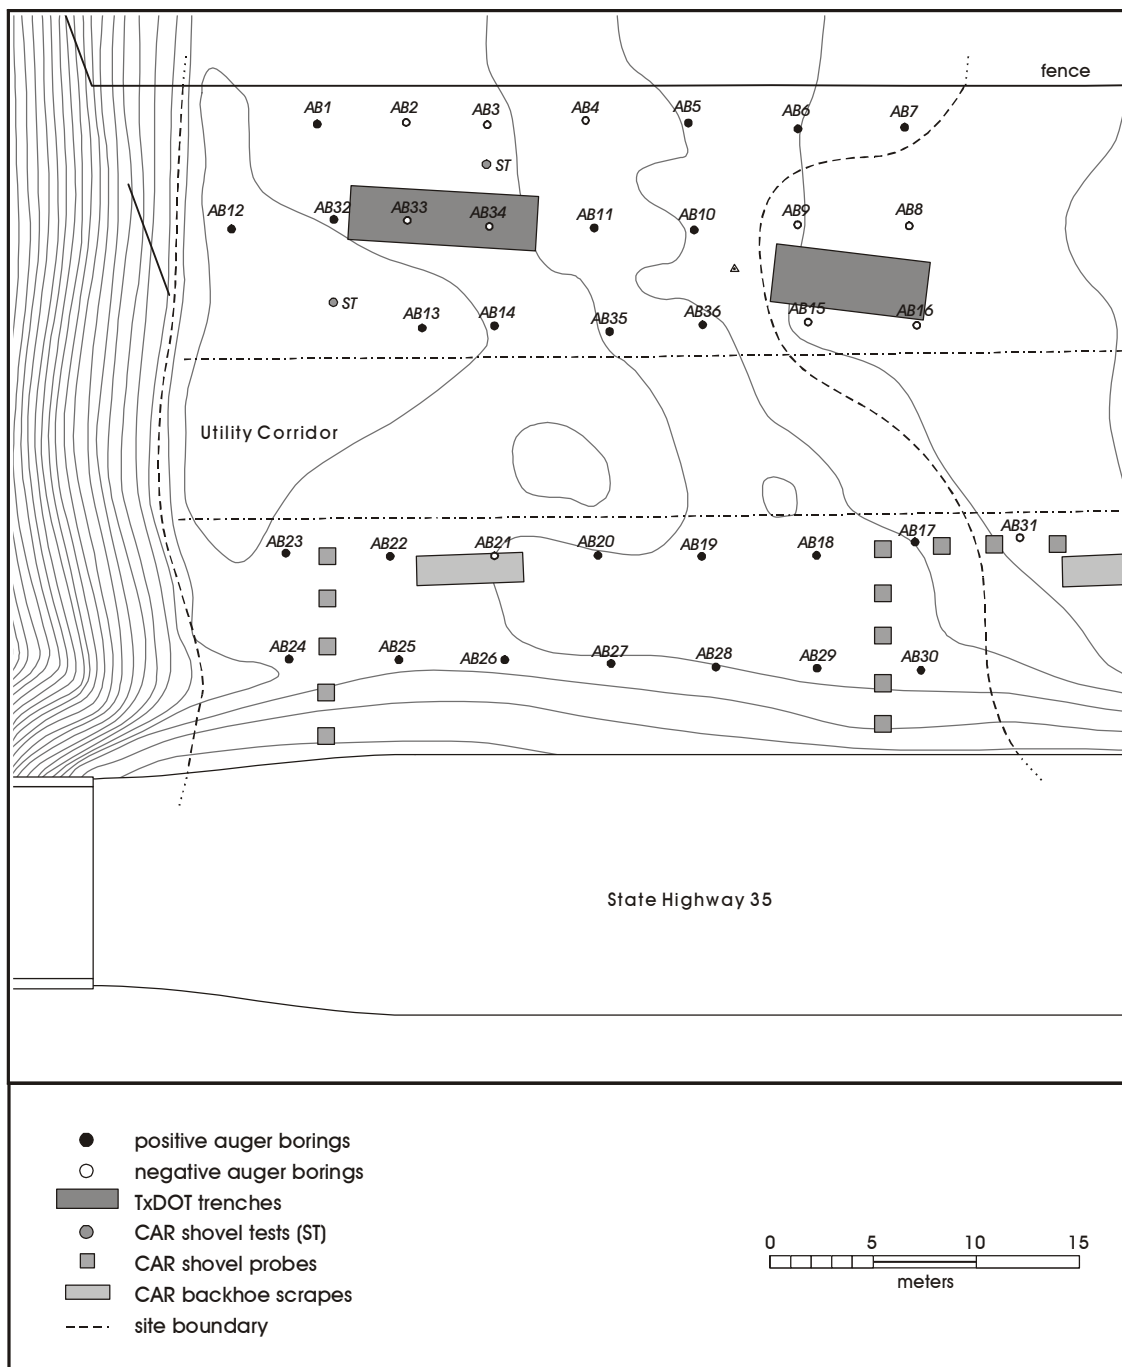 fence
AB1 AB2 AB3 AB4 AB5 AB6 AB7
ST
AB12 AB32 AB33 AB34 AB11 AB10 AB9 AB8
ST
AB13 AB14 AB35 AB36 AB15 AB16
Utility Corridor
AB23 AB22 AB21 AB20 AB19 AB18 AB17 AB31
AB24 AB25 AB26 AB27 AB28 AB29 AB30
State Highway 35
positive auger borings
negative auger borings
TxDOT trenches
CAR shovel tests (ST)
CAR shovel probes
CAR backhoe scrapes
site boundary
0 5 10 15
meters